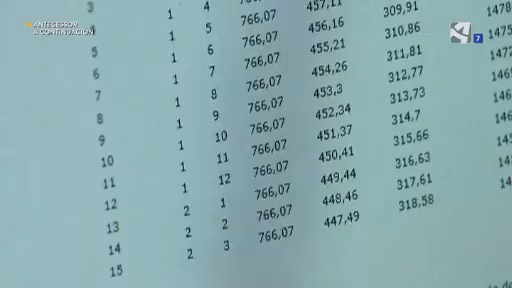 ANTECESSOR
A CONTINUACIÓN
7
3
1 4 766,07 457,11
5 1 5 766,07 456,16 309,91
6 1 6 766,07 455,21 310,86
7 1 7 766,07 454,26 311,81
8 1 8 766,07 453,3 312,77
9 1 9 766,07 452,34 313,73
10 1 10 766,07 451,37 314,7
11 1 11 766,07 450,41 315,66
12 1 12 766,07 449,44 316,63
13 2 1 766,07 448,46 317,61
14 2 2 766,07 447,49 318,58
15 2 3